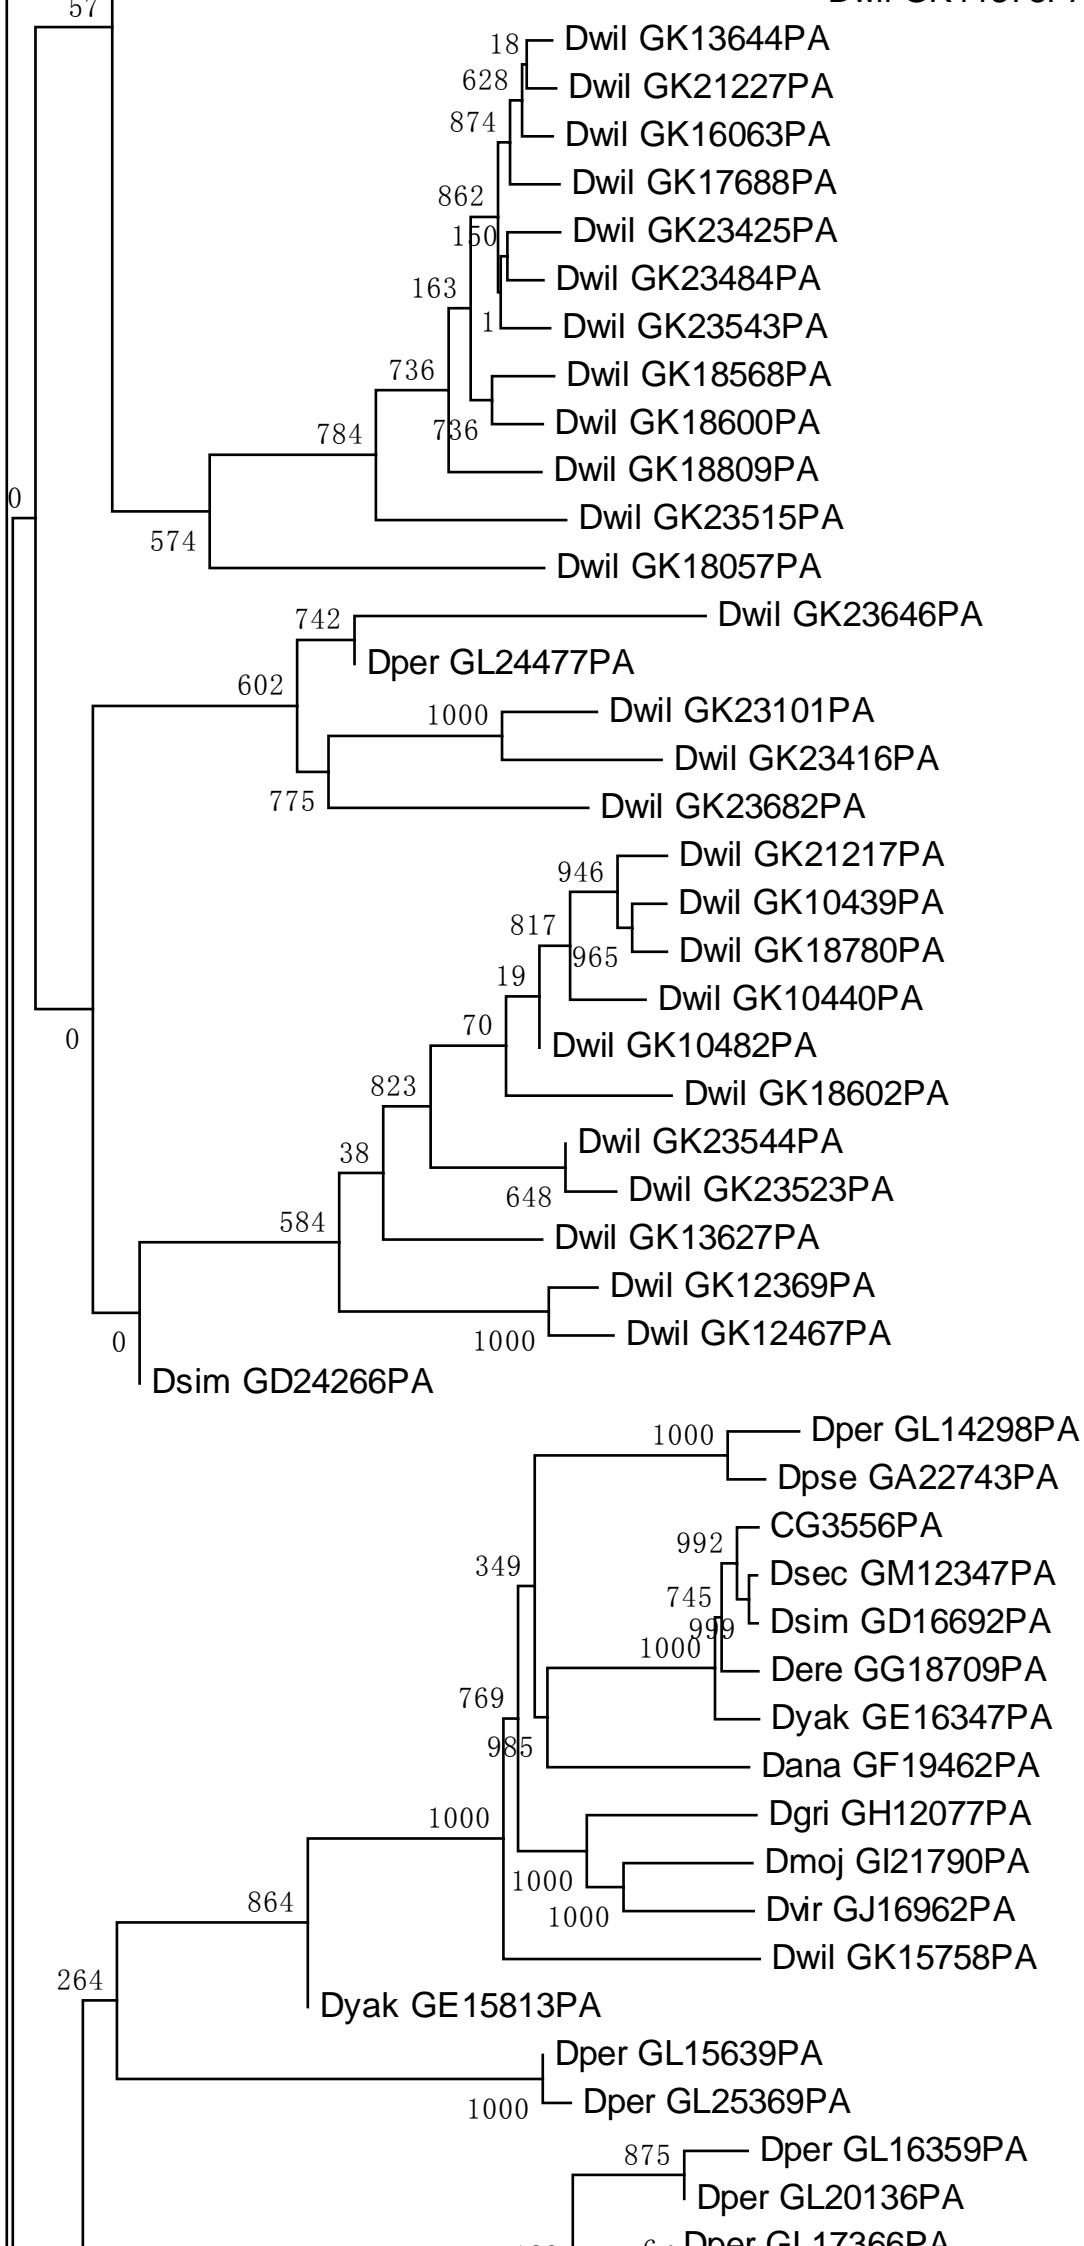 57
18
Dwil GK13644PA
628
Dwil GK21227PA
874
Dwil GK16063PA
Dwil GK17688PA
862
150
Dwil GK23425PA
Dwil GK23484PA
163
1
Dwil GK23543PA
736
Dwil GK18568PA
736
Dwil GK18600PA
784
Dwil GK18809PA
0
Dwil GK23515PA
574
Dwil GK18057PA
742
Dwil GK23646PA
Dper GL24477PA
602
1000
Dwil GK23101PA
Dwil GK23416PA
775
Dwil GK23682PA
946
Dwil GK21217PA
Dwil GK10439PA
817
965
Dwil GK18780PA
19
Dwil GK10440PA
70
0
Dwil GK10482PA
823
Dwil GK18602PA
38
Dwil GK23544PA
648
Dwil GK23523PA
584
Dwil GK13627PA
Dwil GK12369PA
0
1000
Dwil GK12467PA
Dsim GD24266PA
1000
Dper GL14298PA
Dpse GA22743PA
992
CG3556PA
349
Dsec GM12347PA
745
999
Dsim GD16692PA
1000
Dere GG18709PA
769
Dyak GE16347PA
985
Dana GF19462PA
1000
Dgri GH12077PA
1000
Dmoj GI21790PA
864
1000
Dvir GJ16962PA
Dwil GK15758PA
264
Dyak GE15813PA
Dper GL15639PA
1000
Dper GL25369PA
875
Dper GL16359PA
Dper GL20136PA
Dper GL17366PA